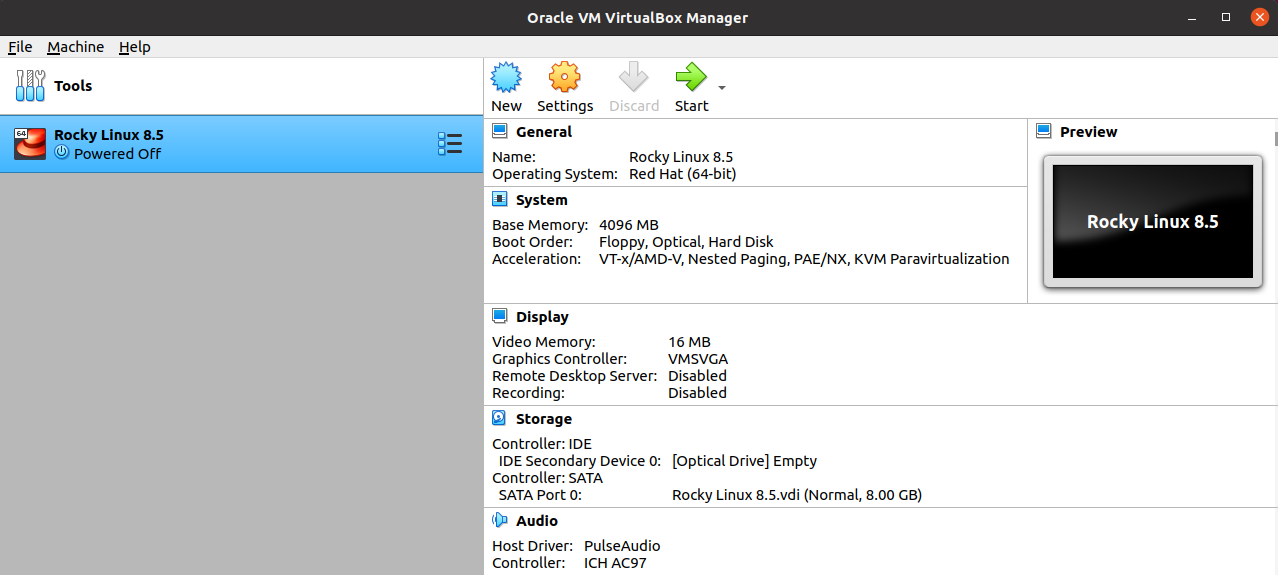 Oracle VM VirtualBox Manager
File Machine Help
Tools
New Settings Discard Start
64
Rocky Linux 8.5
Powered Off
General
Name: Rocky Linux 8.5
Operating System: Red Hat (64-bit)
Preview
Rocky Linux 8.5
System
Base Memory: 4096 MB
Boot Order: Floppy, Optical, Hard Disk
Acceleration: VT-x/AMD-V, Nested Paging, PAE/NX, KVM Paravirtualization
Display
Video Memory: 16 MB
Graphics Controller: VMSVGA
Remote Desktop Server: Disabled
Recording: Disabled
Storage
Controller: IDE
IDE Secondary Device 0: [Optical Drive] Empty
Controller: SATA
SATA Port 0: Rocky Linux 8.5.vdi (Normal, 8.00 GB)
Audio
Host Driver: PulseAudio
Controller: ICH AC97